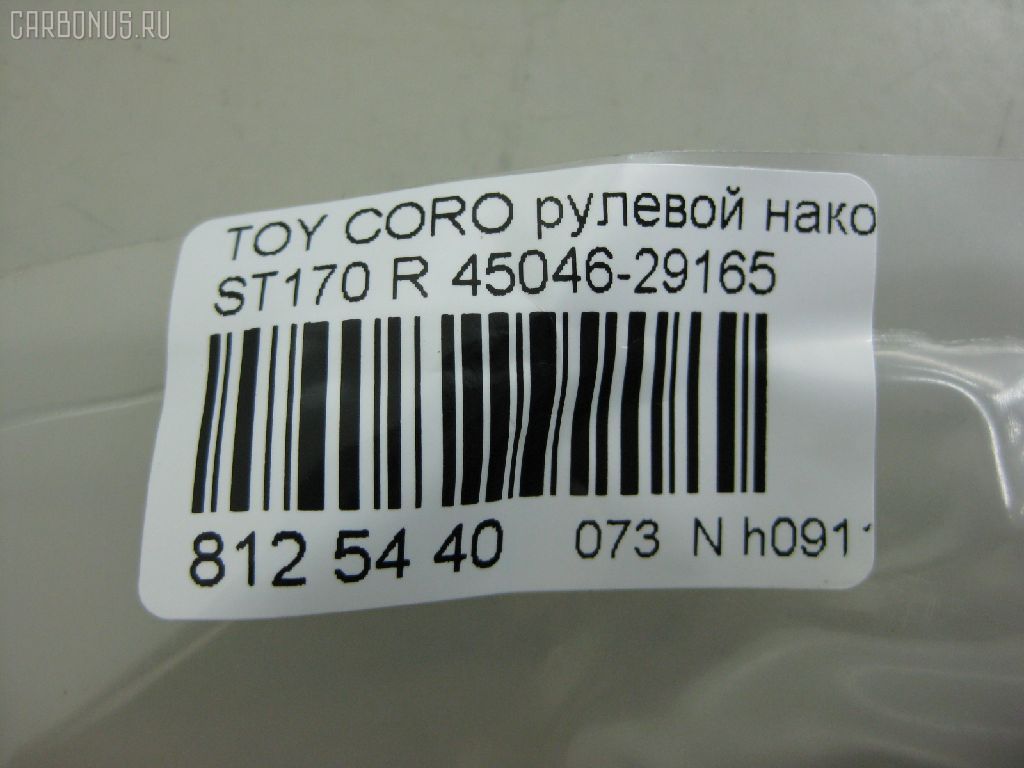 CARBONUS.RU
TOY CORO рулевой нако
ST170 R 45046-29165
812 54 40 073 N h091